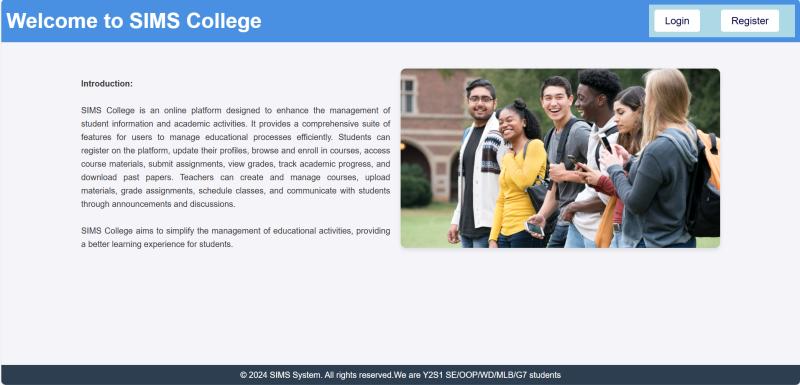 Welcome to SIMS College
Login
Register
Introduction:
SIMS College is an online platform designed to enhance the management of
student information and academic activities. It provides a comprehensive suite of
features for users to manage educational processes efficiently. Students can
register on the platform, update their profiles, browse and enroll in courses, access
course materials, submit assignments, view grades, track academic progress, and
download past papers. Teachers can create and manage courses, upload
materials, grade assignments, schedule classes, and communicate with students
through announcements and discussions.
SIMS College aims to simplify the management of educational activities, providing
a better learning experience for students.
© 2024 SIMS System. All rights reserved.We are Y2S1 SE/OOP/WD/MLB/G7 students